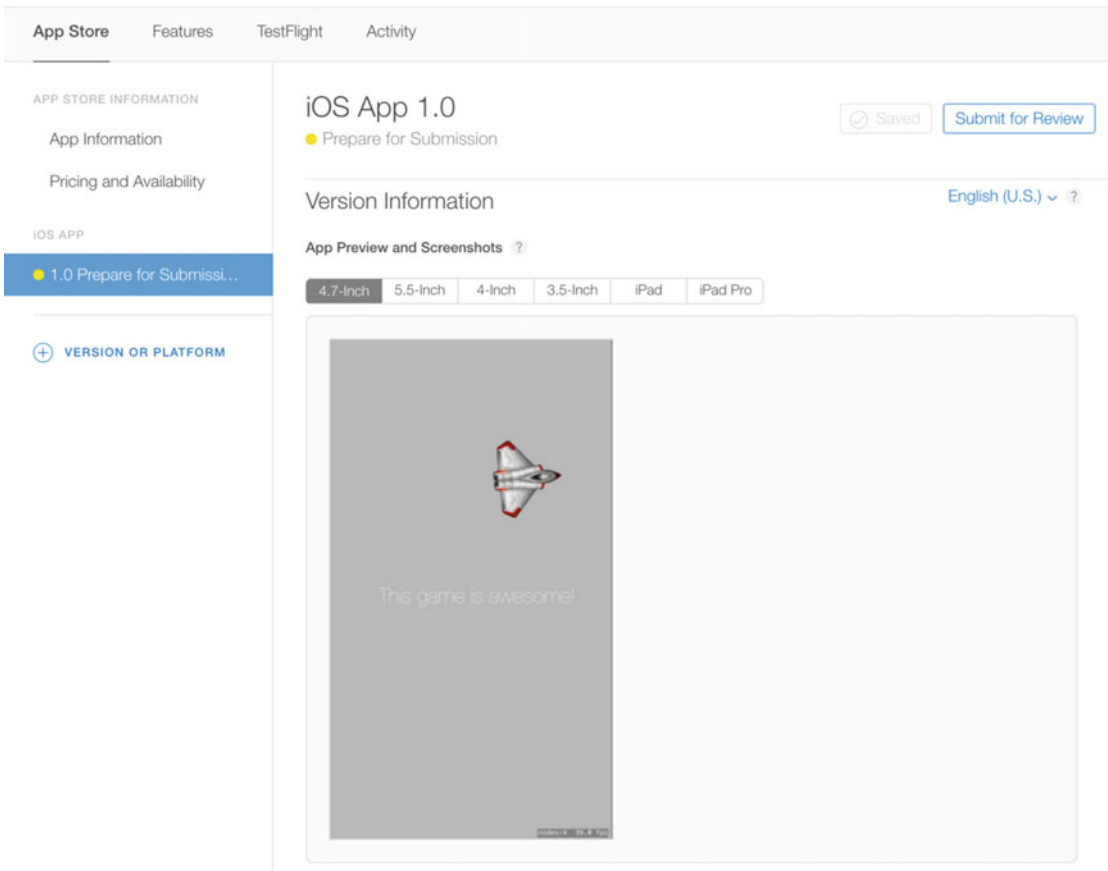 App Store Features TestFlight Activity
APP STORE INFORMATION
App Information
Pricing and Availability
iOS APP
1.0 Prepare for Submissi...
VERSION OR PLATFORM
iOS App 1.0
Prepare for Submission
Saved
Submit for Review
Version Information
English (U.S.)
?
App Preview and Screenshots ?
4.7-Inch 5.5-Inch 4-Inch 3.5-Inch iPad iPad Pro
This game is awesome!
nodes:4